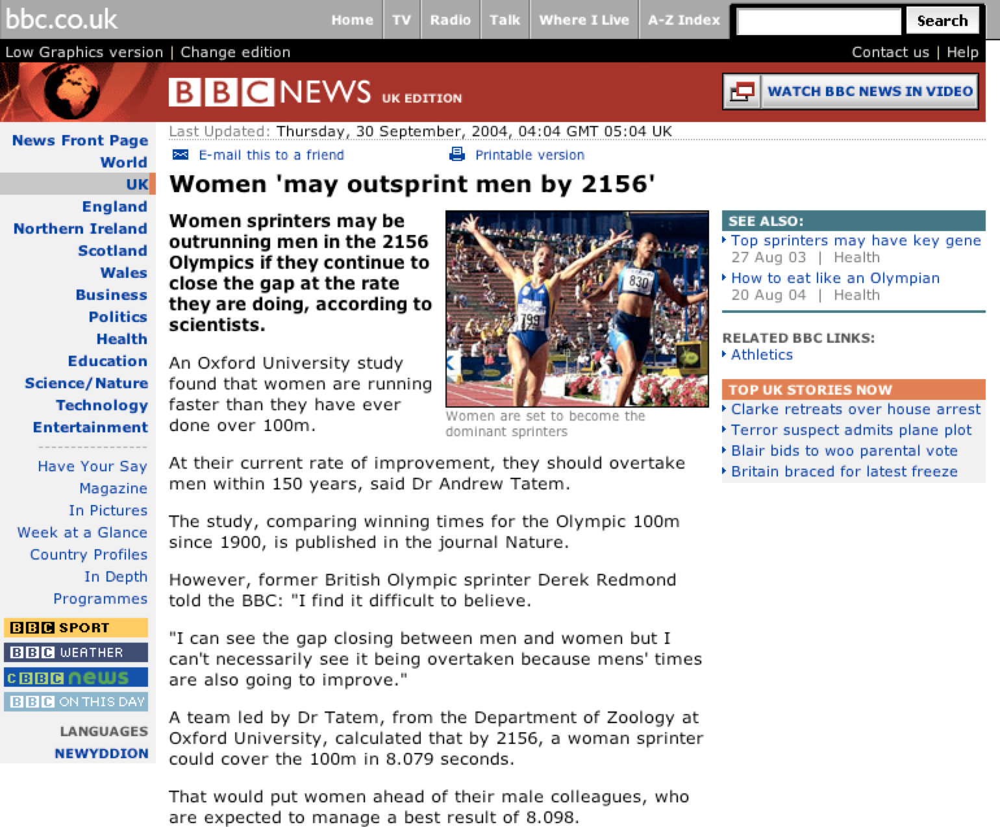 bbc.co.uk
Home
TV
Radio
Talk
Where I Live
A-Z Index
Search
Low Graphics version | Change edition
Contact us | Help
BBC NEWS UK EDITION
WATCH BBC NEWS IN VIDEO
News Front Page
World
UK
England
Northern Ireland
Scotland
Wales
Business
Politics
Health
Education
Science/Nature
Technology
Entertainment
Have Your Say
Magazine
In Pictures
Week at a Glance
Country Profiles
In Depth
Programmes
BBC SPORT
BBC WEATHER
CBBC news
BBC ON THIS DAY
LANGUAGES
NEWYDDION
Last Updated: Thursday, 30 September, 2004, 04:04 GMT 05:04 UK
E-mail this to a friend
Printable version
Women 'may outsprint men by 2156'
Women sprinters may be
outrunning men in the 2156
Olympics if they continue to
close the gap at the rate
they are doing, according to
scientists.
799
830
Women are set to become the
dominant sprinters
An Oxford University study
found that women are running
faster than they have ever
done over 100m.
At their current rate of improvement, they should overtake
men within 150 years, said Dr Andrew Tatem.
The study, comparing winning times for the Olympic 100m
since 1900, is published in the journal Nature.
However, former British Olympic sprinter Derek Redmond
told the BBC: "I find it difficult to believe.
"I can see the gap closing between men and women but I
can't necessarily see it being overtaken because mens' times
are also going to improve."
A team led by Dr Tatem, from the Department of Zoology at
Oxford University, calculated that by 2156, a woman sprinter
could cover the 100m in 8.079 seconds.
That would put women ahead of their male colleagues, who
are expected to manage a best result of 8.098.
SEE ALSO:
Top sprinters may have key gene
27 Aug 03 | Health
How to eat like an Olympian
20 Aug 04 | Health
RELATED BBC LINKS:
Athletics
TOP UK STORIES NOW
Clarke retreats over house arrest
Terror suspect admits plane plot
Blair bids to woo parental vote
Britain braced for latest freeze